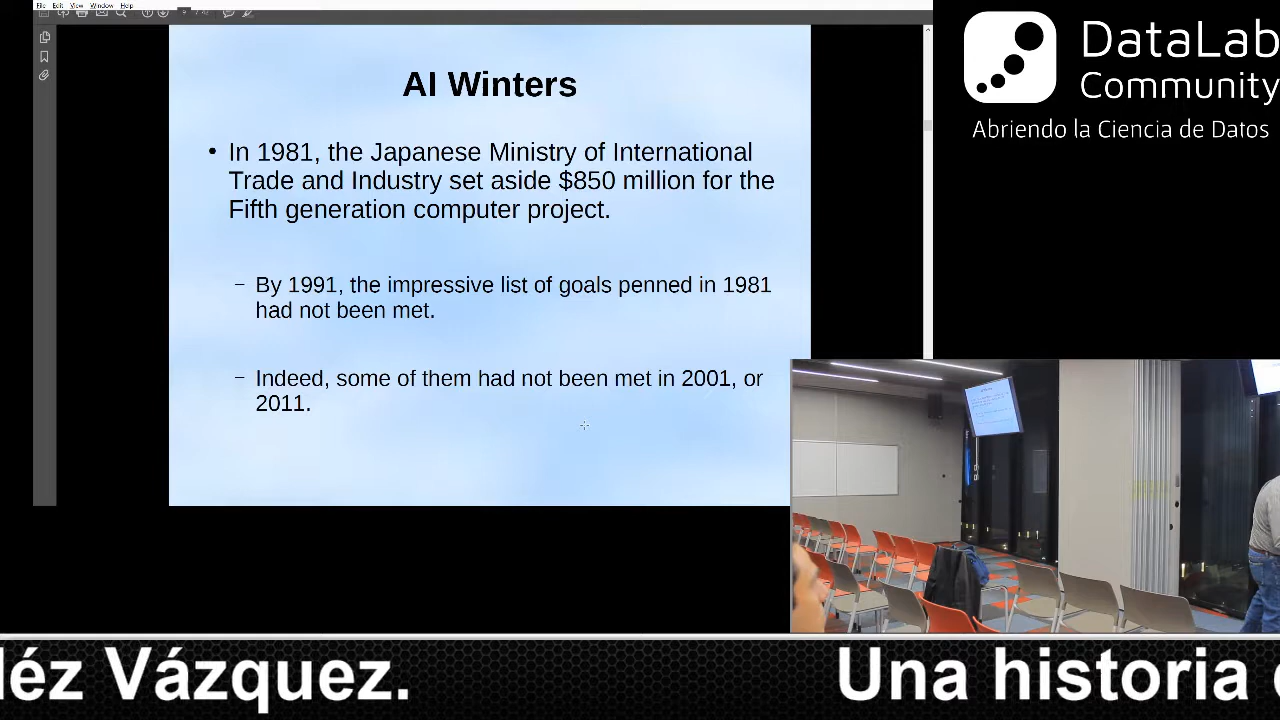 File Edit View Window Help
AI Winters
• In 1981, the Japanese Ministry of International
Trade and Industry set aside $850 million for the
Fifth generation computer project.
– By 1991, the impressive list of goals penned in 1981
had not been met.
– Indeed, some of them had not been met in 2001, or
2011.
DataLab
Community
Abriendo la Ciencia de Datos
léz Vázquez.
Una historia